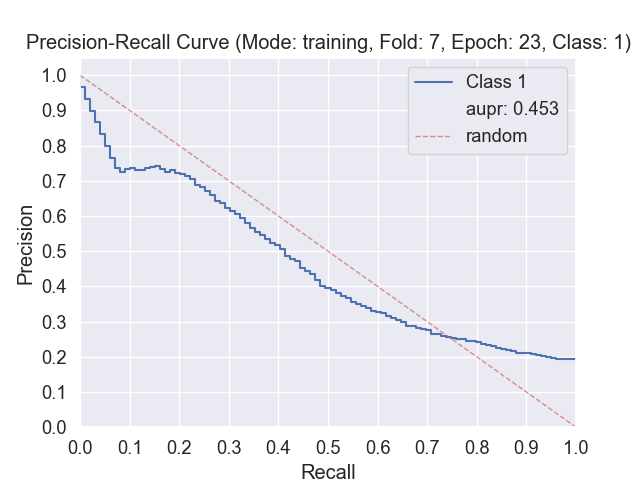 Precision-Recall Curve (Mode: training, Fold: 7, Epoch: 23, Class: 1)
Class 1
aupr: 0.453
random
Precision
1.0
0.9
0.8
0.7
0.6
0.5
0.4
0.3
0.2
0.1
0.0
0.0 0.1 0.2 0.3 0.4 0.5 0.6 0.7 0.8 0.9 1.0
Recall